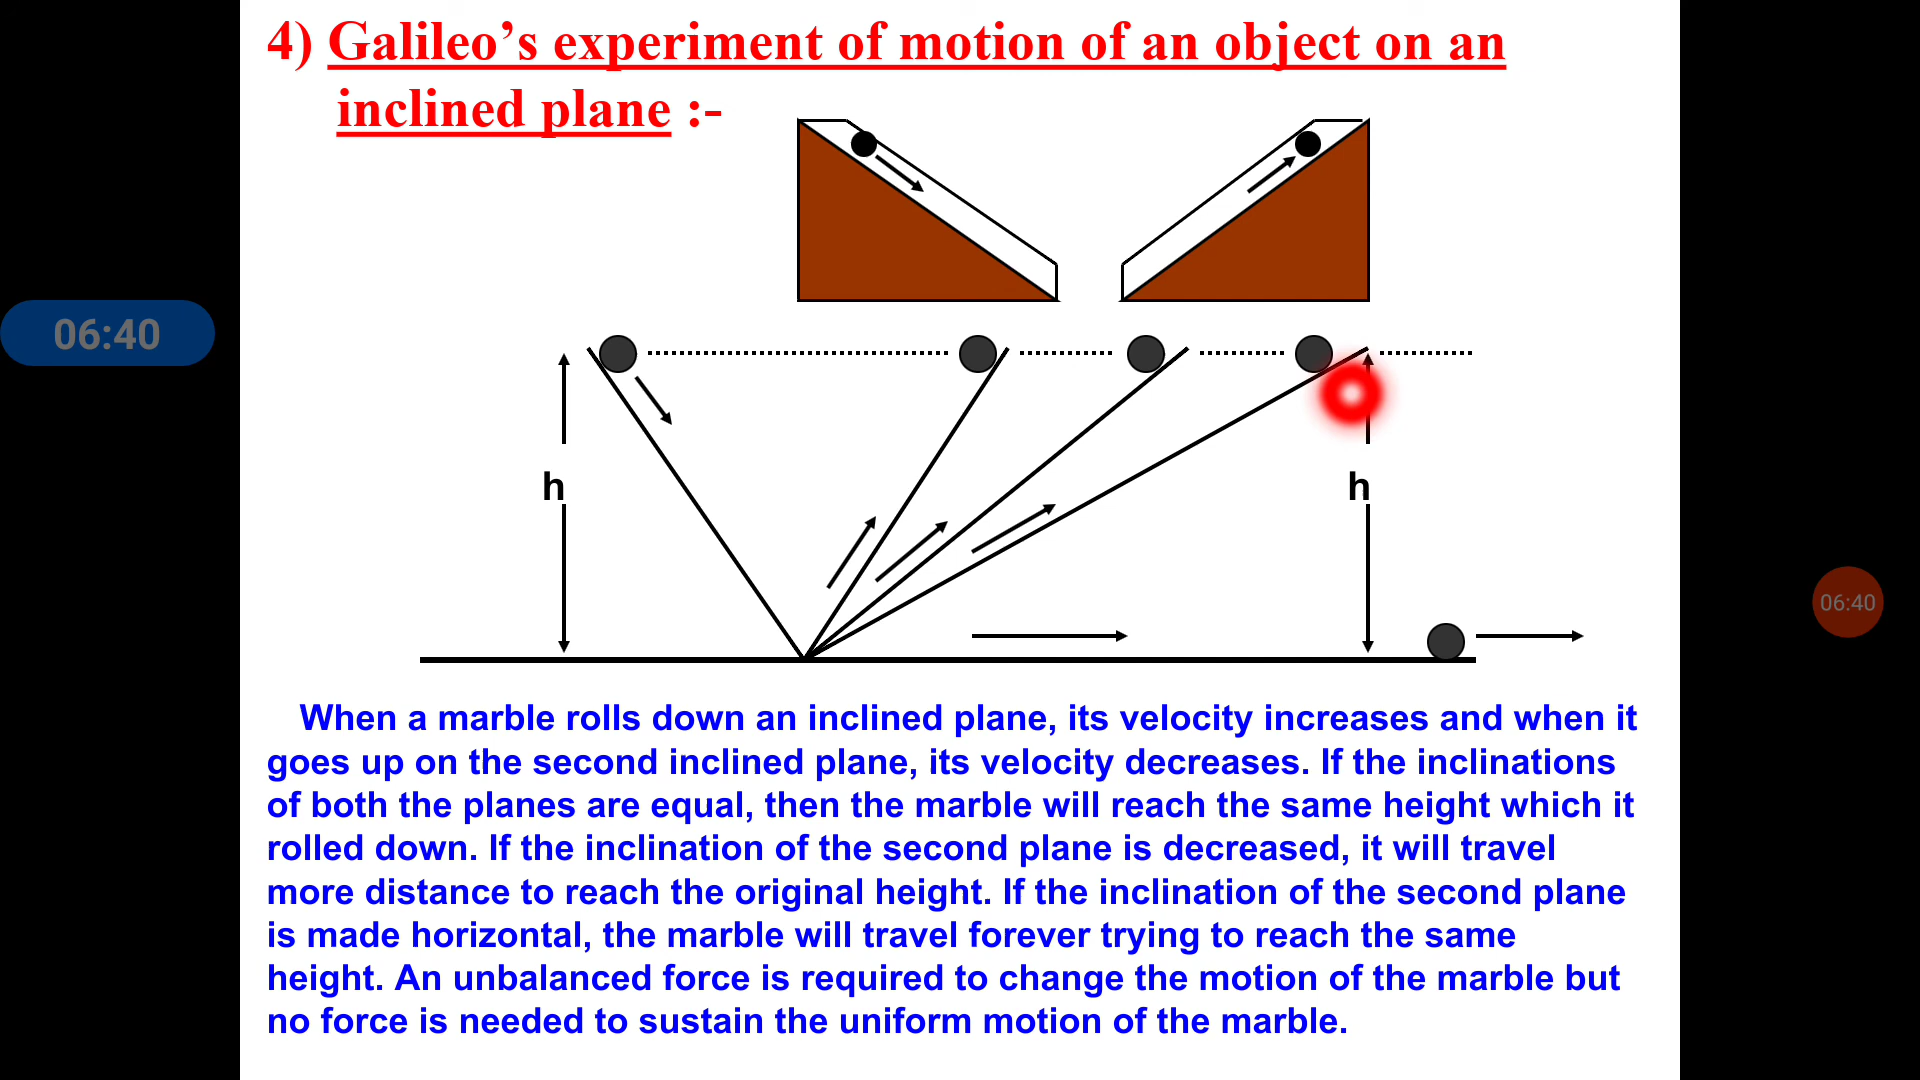 4) Galileo’s experiment of motion of an object on an
inclined plane :-
06:40
h
h
06:40
When a marble rolls down an inclined plane, its velocity increases and when it
goes up on the second inclined plane, its velocity decreases. If the inclinations
of both the planes are equal, then the marble will reach the same height which it
rolled down. If the inclination of the second plane is decreased, it will travel
more distance to reach the original height. If the inclination of the second plane
is made horizontal, the marble will travel forever trying to reach the same
height. An unbalanced force is required to change the motion of the marble but
no force is needed to sustain the uniform motion of the marble.